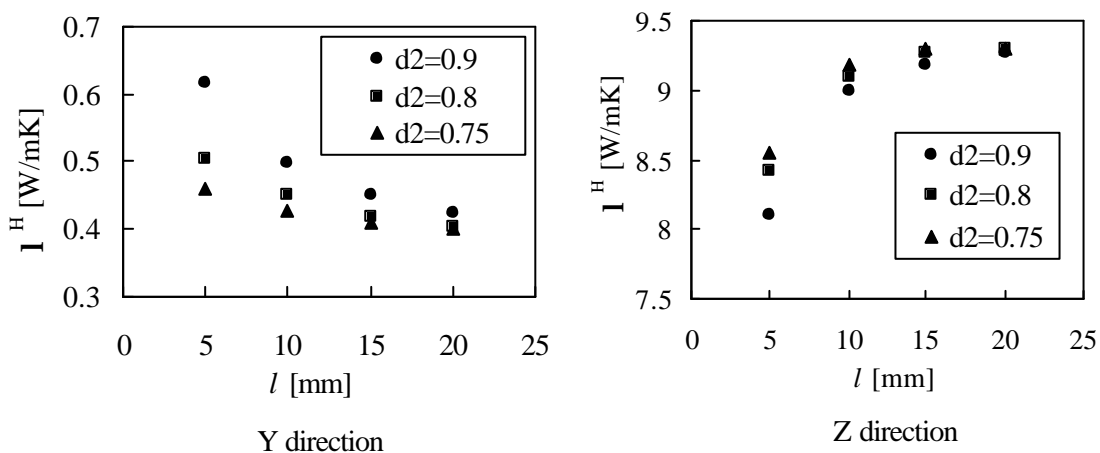 0.7
0.6
0.5
0.4
0.3
l H [W/mK]
d2=0.9
d2=0.8
d2=0.75
0 5 10 15 20 25
l [mm]
Y direction
9.5
9
8.5
8
7.5
l H [W/mK]
d2=0.9
d2=0.8
d2=0.75
0 5 10 15 20 25
l [mm]
Z direction